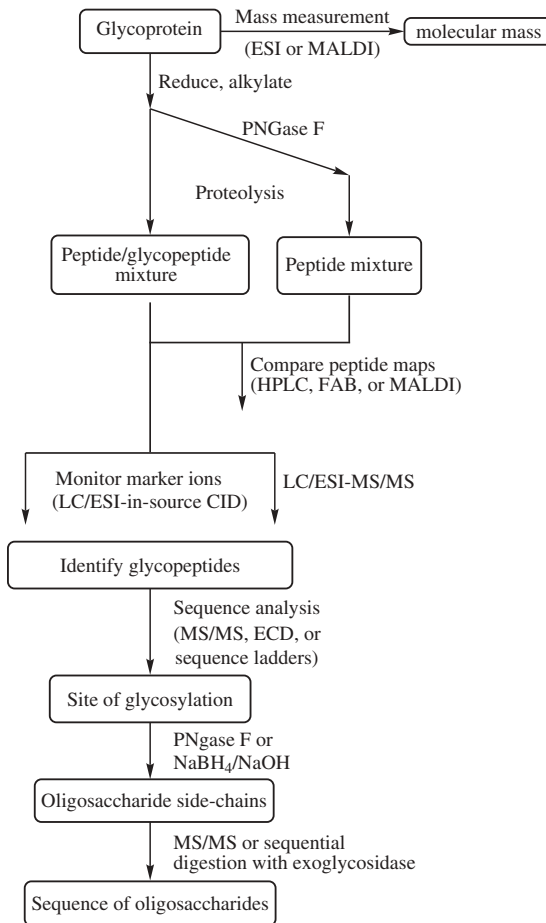 Glycoprotein
Mass measurement
(ESI or MALDI)
molecular mass
Reduce, alkylate
PNGase F
Proteolysis
Peptide/glycopeptide
mixture
Peptide mixture
Compare peptide maps
(HPLC, FAB, or MALDI)
Monitor marker ions
(LC/ESI-in-source CID)
LC/ESI-MS/MS
Identify glycopeptides
Sequence analysis
(MS/MS, ECD, or
sequence ladders)
Site of glycosylation
PNgase F or
NaBH₄/NaOH
Oligosaccharide side-chains
MS/MS or sequential
digestion with exoglycosidase
Sequence of oligosaccharides